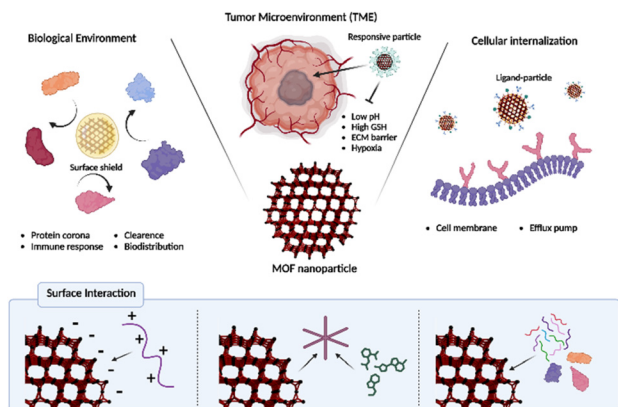 Tumor Microenvironment (TME)
Biological Environment
Responsive particle
Cellular internalization
Ligand-particle
Surface shield
• Low pH
• High GSH
• ECM barrier
• Hypoxia
• Protein corona
• Immune response
• Clearence
• Biodistribution
MOF nanoparticle
• Cell membrane
• Efflux pump
Surface Interaction
+
+
+
+
-
-
-
-
-